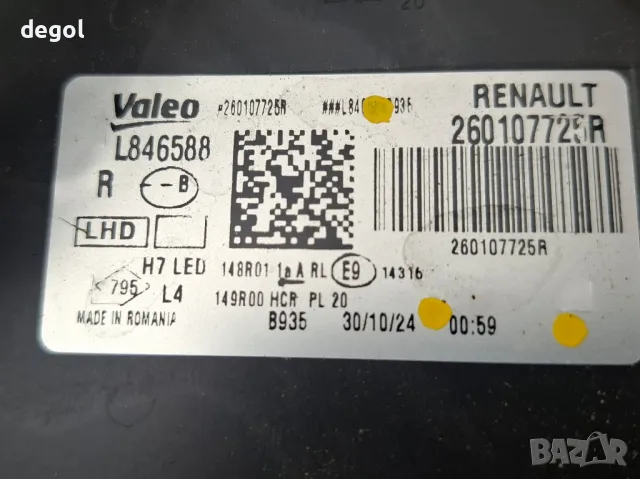 degol
20
Valeo
#260107725R
RENAULT
260107725R
L846588
R
--B
LHD
260107725R
H7 LED
148R01 1a A RL E9 14316
795
L4
149R00 HCR PL 20
MADE IN ROMANIA
B935
30/10/24
00:59
BAZAR